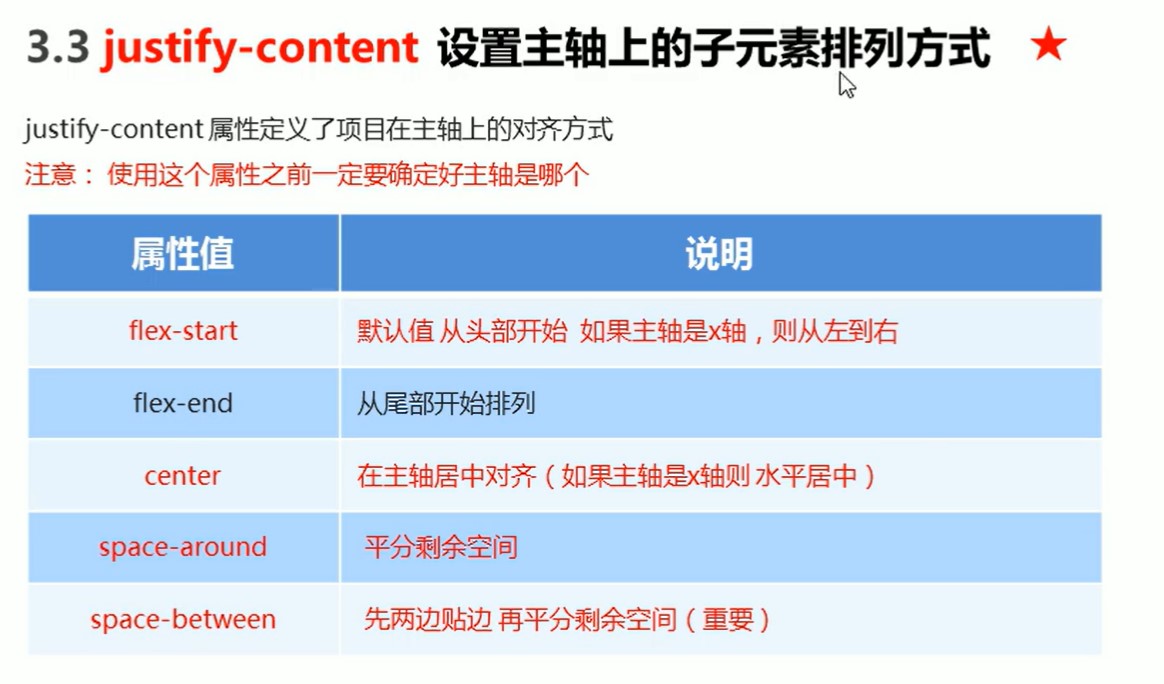 3.3 justify-content 设置主轴上的子元素排列方式 ★
justify-content 属性定义了项目在主轴上的对齐方式
注意： 使用这个属性之前一定要确定好主轴是哪个
属性值 说明
flex-start 默认值 从头部开始 如果主轴是x轴，则从左到右
flex-end 从尾部开始排列
center 在主轴居中对齐（如果主轴是x轴则 水平居中）
space-around 平分剩余空间
space-between 先两边贴边 再平分剩余空间（重要）